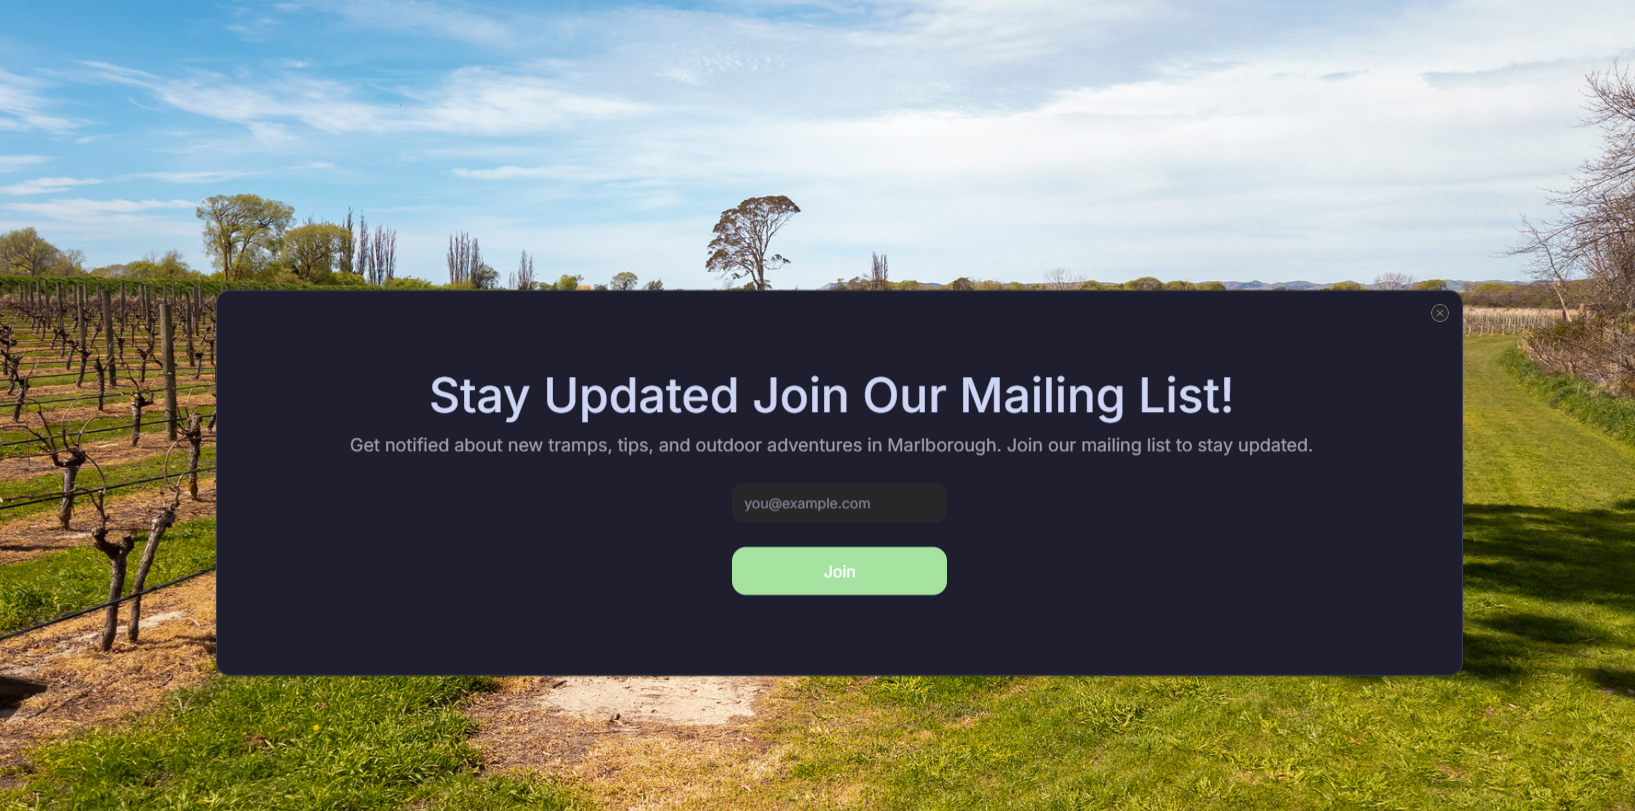 Stay Updated Join Our Mailing List!
Get notified about new tramps, tips, and outdoor adventures in Marlborough. Join our mailing list to stay updated.
you@example.com
Join